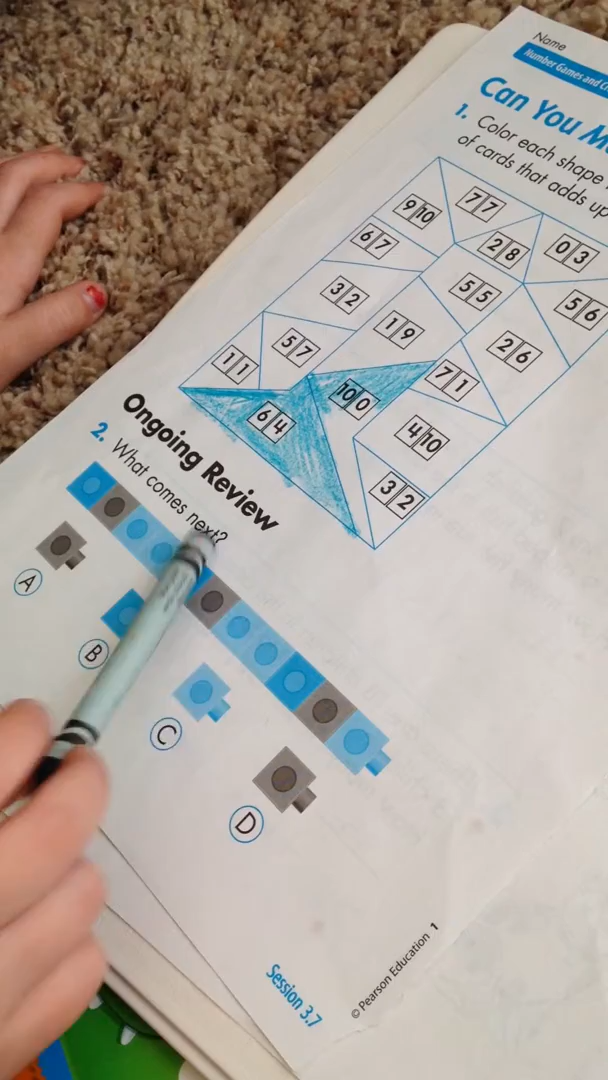 Name
Number Games and
Can You
1. Color each shape
of cards that adds up
9 10
7 7
6 7
2 8
0 3
3 2
5 5
5 6
1 9
2 6
1 1
5 7
10 0
7 1
6 4
4 10
3 2
Ongoing Review
2. What comes next?
A
B
C
D
Session 3.7
© Pearson Education 1